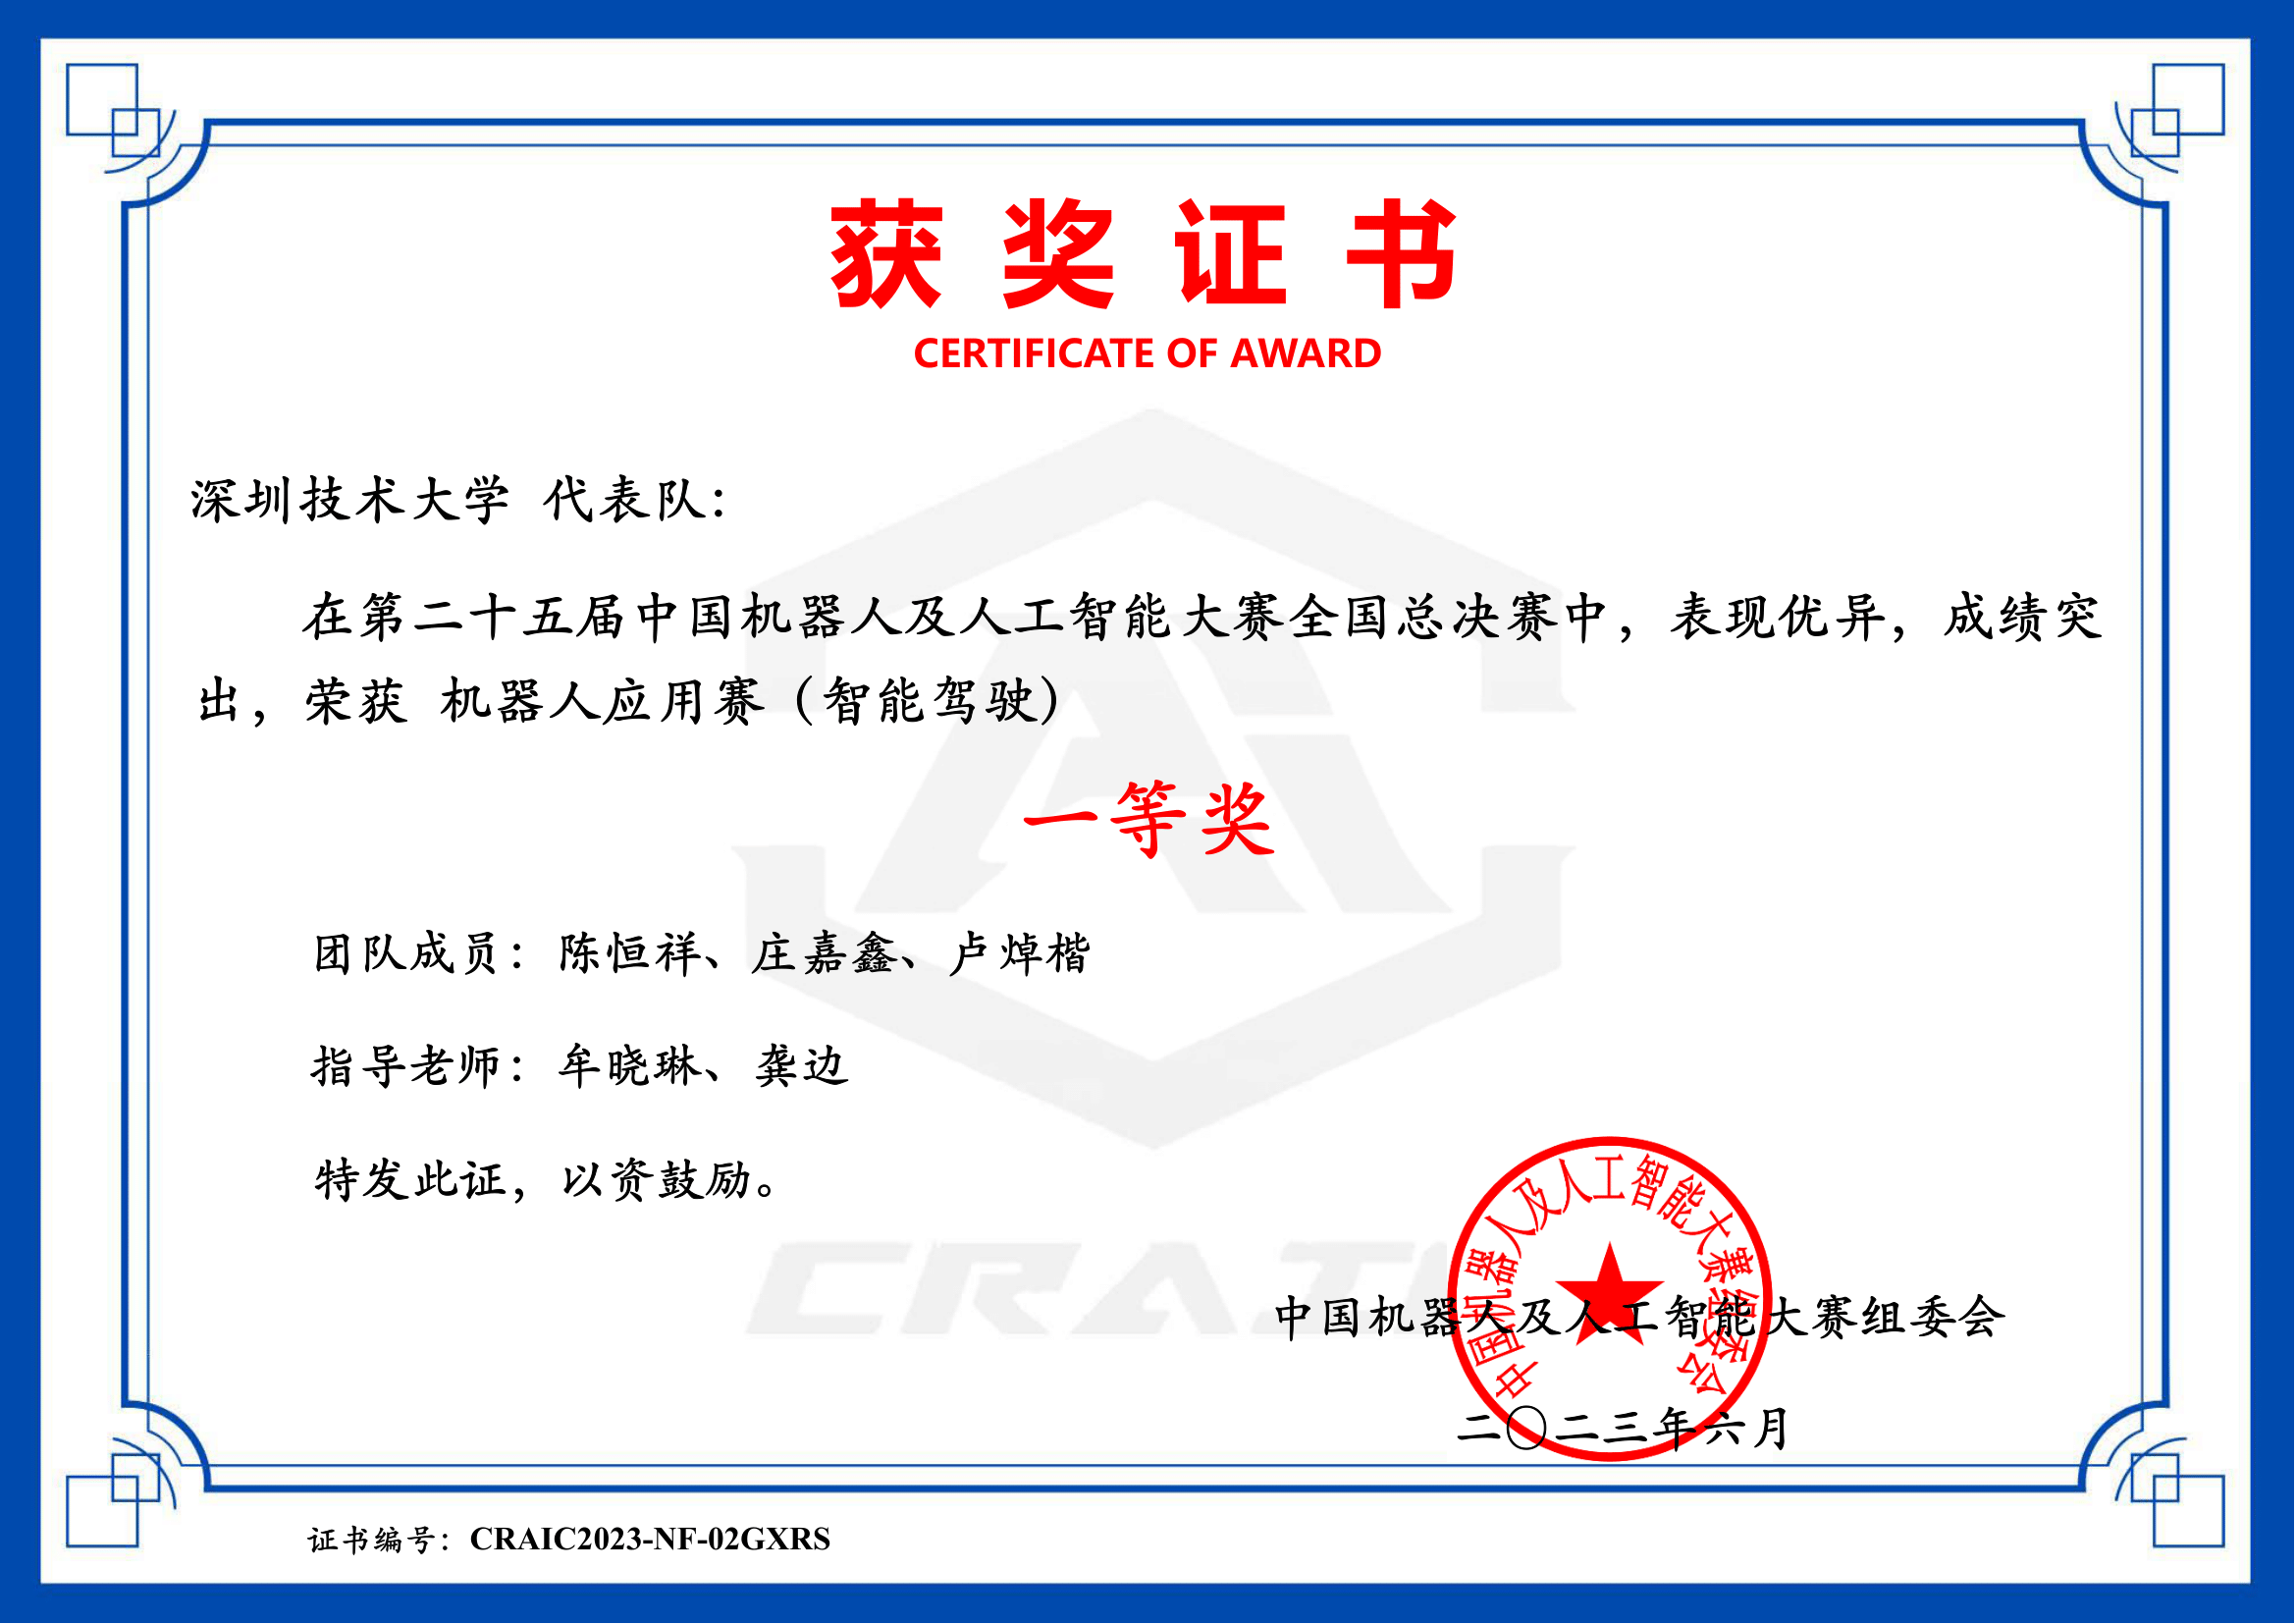 获奖证书
CERTIFICATE OF AWARD
深圳技术大学 代表队：
在第二十五届中国机器人及人工智能大赛全国总决赛中，表现优异，成绩突
出，荣获 机器人应用赛（智能驾驶）
一等奖
团队成员：陈恒祥、庄嘉鑫、卢焯楷
指导老师：牟晓琳、龚边
特发此证，以资鼓励。
CRAIC
中国机器人及人工智能大赛组委会
中国机器人及人工智能大赛组委会
二〇二三年六月
证书编号：CRAIC2023-NF-02GXRS